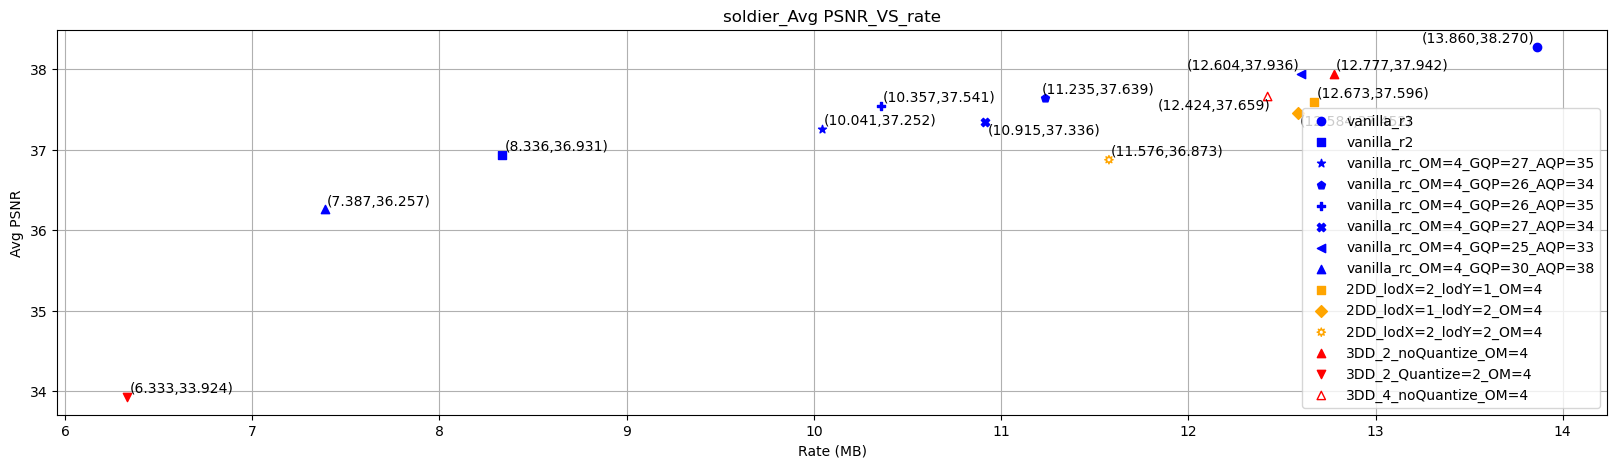 soldier_Avg PSNR_VS_rate
(13.860,38.270)
(12.604,37.936)
(12.777,37.942)
(11.235,37.639)
(10.357,37.541)
(12.424,37.659)
(12.673,37.596)
(10.041,37.252)
(10.915,37.336)
(8.336,36.931)
(11.576,36.873)
(7.387,36.257)
(6.333,33.924)
vanilla_r3
vanilla_r2
vanilla_rc_OM=4_GQP=27_AQP=35
vanilla_rc_OM=4_GQP=26_AQP=34
vanilla_rc_OM=4_GQP=26_AQP=35
vanilla_rc_OM=4_GQP=27_AQP=34
vanilla_rc_OM=4_GQP=25_AQP=33
vanilla_rc_OM=4_GQP=30_AQP=38
2DD_lodX=2_lodY=1_OM=4
2DD_lodX=1_lodY=2_OM=4
2DD_lodX=2_lodY=2_OM=4
3DD_2_noQuantize_OM=4
3DD_2_Quantize=2_OM=4
3DD_4_noQuantize_OM=4
38
37
36
35
34
Avg PSNR
6 7 8 9 10 11 12 13 14
Rate (MB)